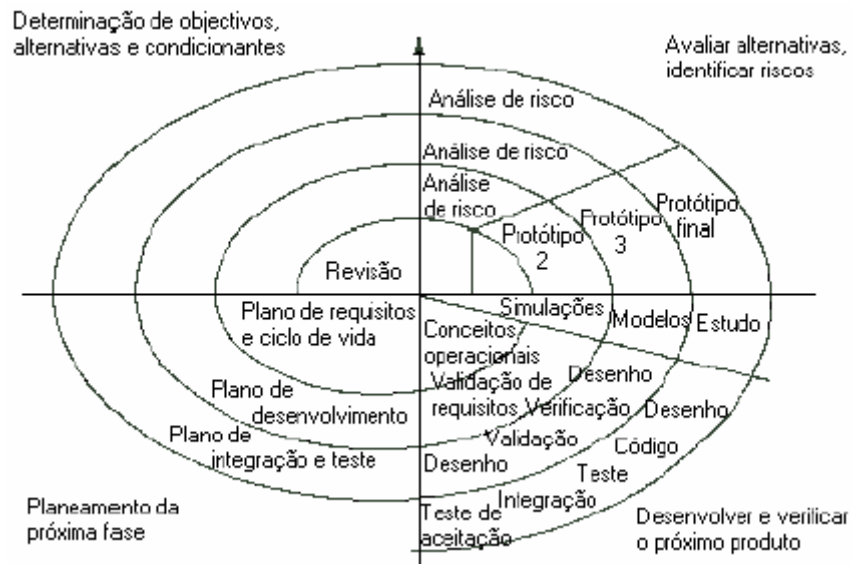 Determinação de objectivos,
alternativas e condicionantes
Avaliar alternativas,
identificar riscos
Análise de risco
Análise de risco
Análise
de risco
Protótipo
final
Protótipo
3
Protótipo
2
Revisão
Simulações
Modelos
Estudo
Plano de requisitos
e ciclo de vida
Conceitos
operacionais
Validação de
requisitos
Desenho
Verificação
Desenho
Plano de
desenvolvimento
Validação
Código
Plano de
integração e teste
Desenho
Teste
Integração
Teste de
aceitação
Planeamento da
próxima fase
Desenvolver e verificar
o próximo produto